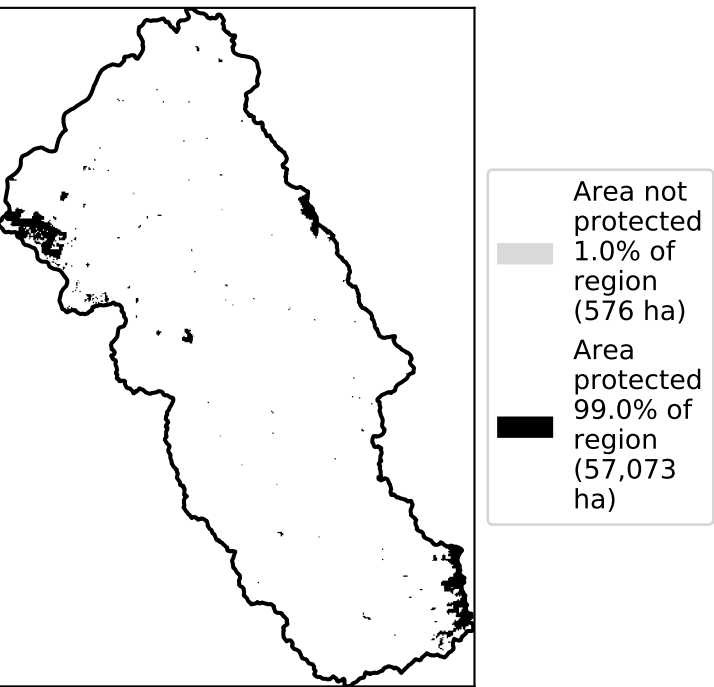 Area not
protected
1.0% of
region
(576 ha)
Area
protected
99.0% of
region
(57,073
ha)